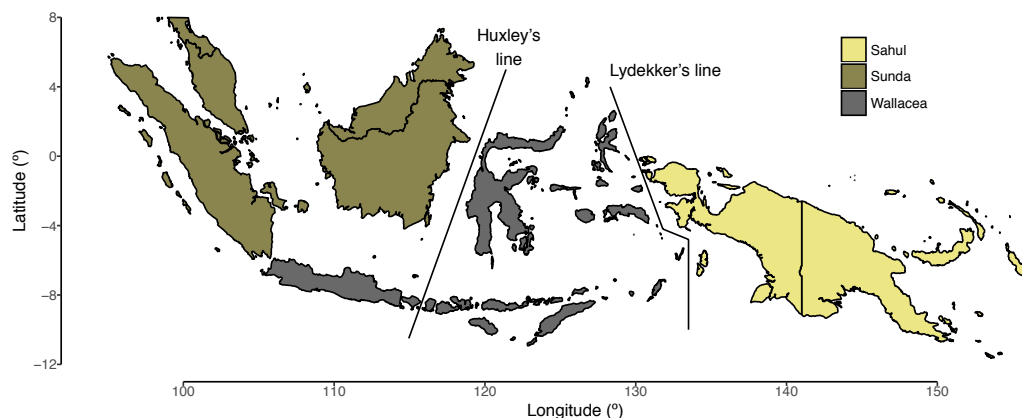 8
4
0
−4
−8
−12
Latitude (º)
Huxley's
line
Lydekker's line
Sahul
Sunda
Wallacea
100
110
120
130
140
150
Longitude (º)